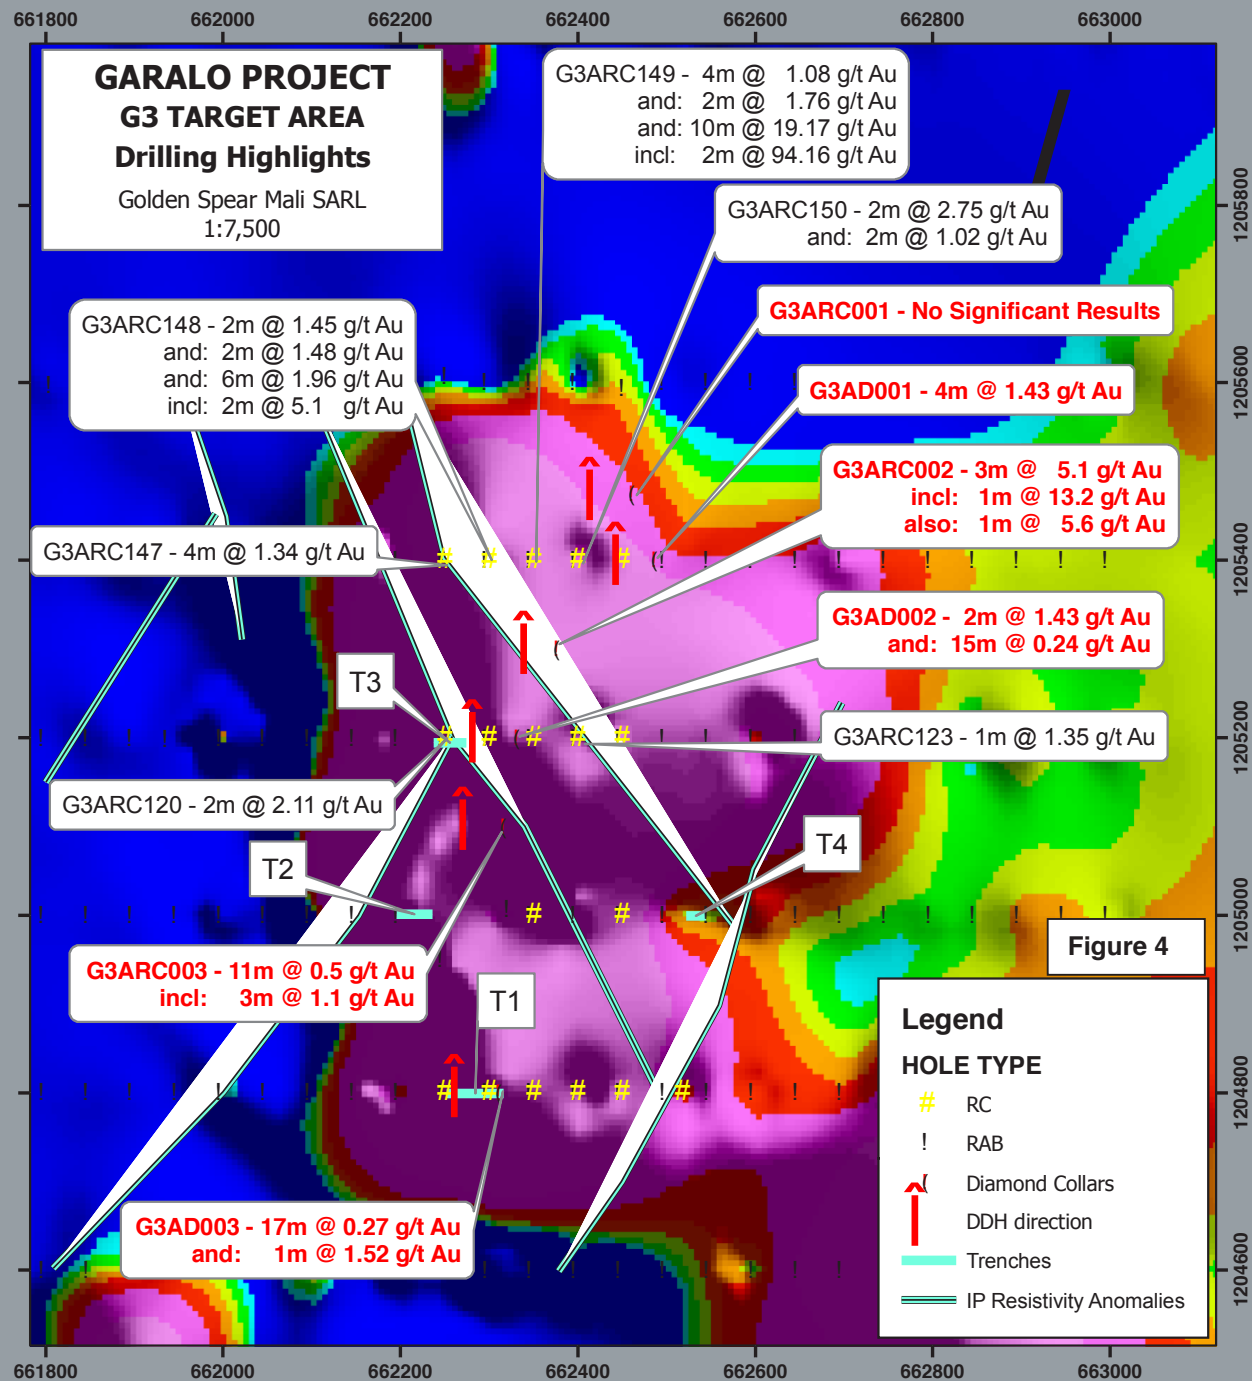 661800 662000 662200 662400 662600 662800 663000
GARALO PROJECT
G3 TARGET AREA
Drilling Highlights
Golden Spear Mali SARL
1:7,500
G3ARC149 - 4m @ 1.08 g/t Au
and: 2m @ 1.76 g/t Au
and: 10m @ 19.17 g/t Au
incl: 2m @ 94.16 g/t Au
G3ARC150 - 2m @ 2.75 g/t Au
and: 2m @ 1.02 g/t Au
1205800
G3ARC001 - No Significant Results
G3ARC148 - 2m @ 1.45 g/t Au
and: 2m @ 1.48 g/t Au
and: 6m @ 1.96 g/t Au
incl: 2m @ 5.1 g/t Au
G3AD001 - 4m @ 1.43 g/t Au
1205600
G3ARC002 - 3m @ 5.1 g/t Au
incl: 1m @ 13.2 g/t Au
also: 1m @ 5.6 g/t Au
G3ARC147 - 4m @ 1.34 g/t Au
1205400
G3AD002 - 2m @ 1.43 g/t Au
and: 15m @ 0.24 g/t Au
T3
G3ARC123 - 1m @ 1.35 g/t Au
1205200
G3ARC120 - 2m @ 2.11 g/t Au
T2
T4
1205000
G3ARC003 - 11m @ 0.5 g/t Au
incl: 3m @ 1.1 g/t Au
T1
Figure 4
Legend
HOLE TYPE
# RC
! RAB
( Diamond Collars
DDH direction
Trenches
IP Resistivity Anomalies
1204800
G3AD003 - 17m @ 0.27 g/t Au
and: 1m @ 1.52 g/t Au
1204600
661800 662000 662200 662400 662600 662800 663000